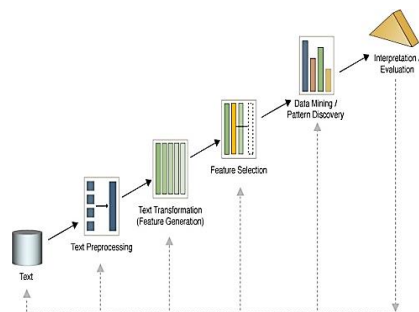 Interpretation /
Evaluation
Data Mining /
Pattern Discovery
Feature Selection
Text Transformation
(Feature Generation)
Text Preprocessing
Text